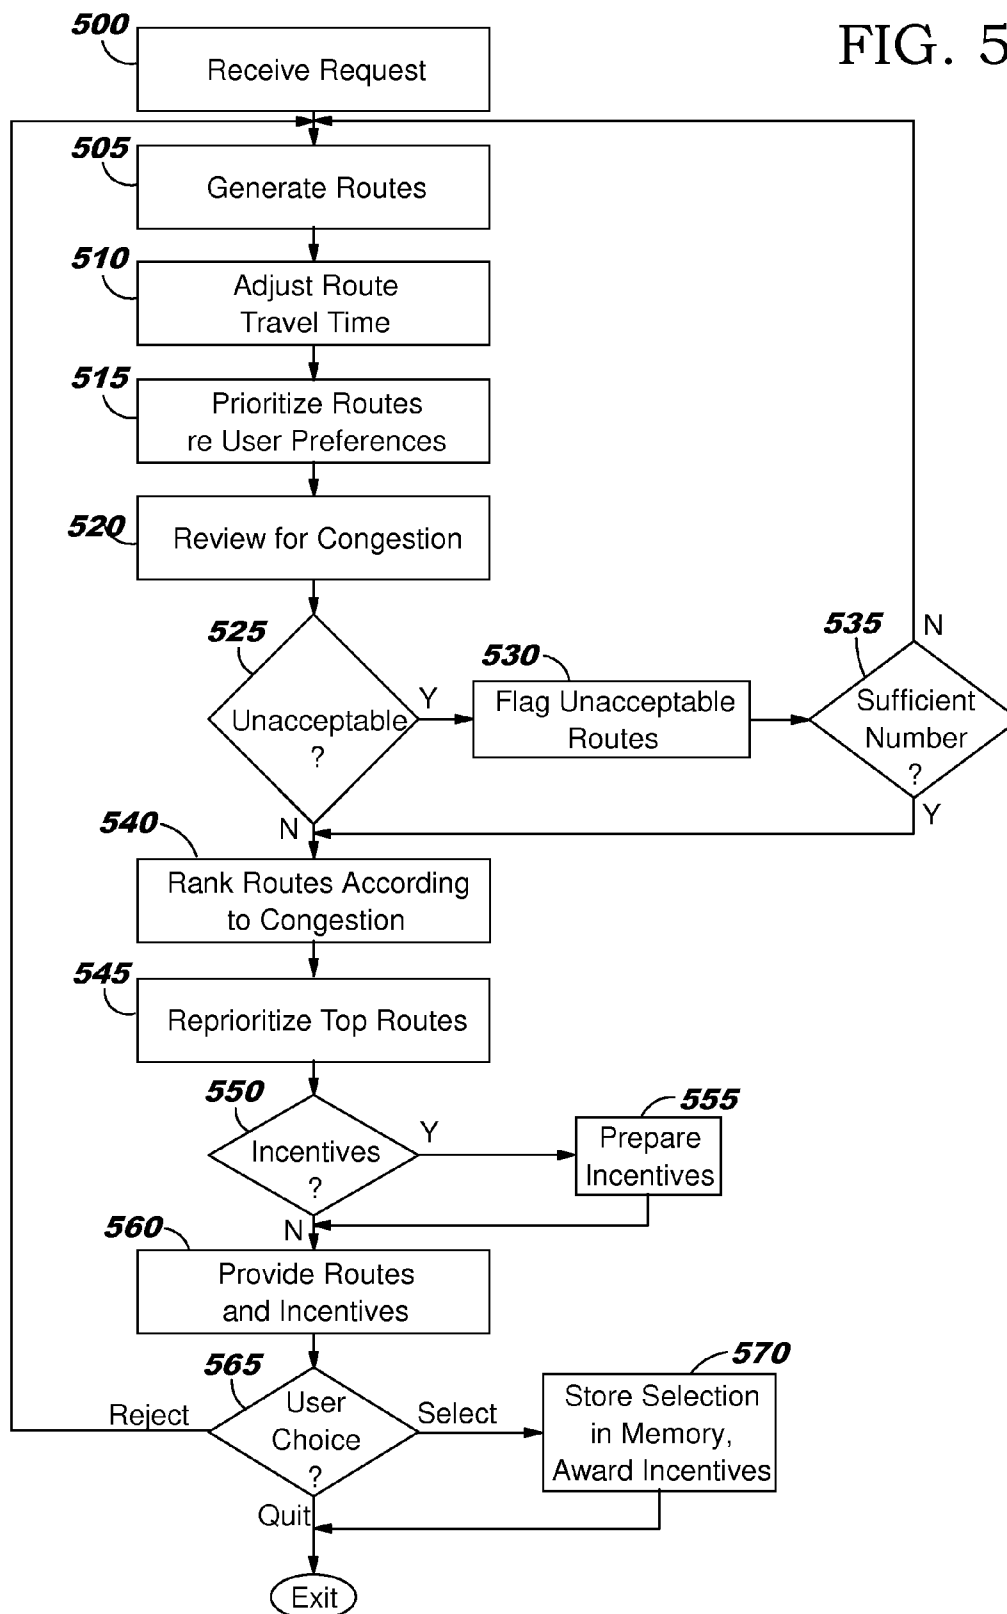 FIG. 5
500
Receive Request
505
Generate Routes
510
Adjust Route
Travel Time
515
Prioritize Routes
re User Preferences
520
Review for Congestion
525
Unacceptable
?
Y
N
530
Flag Unacceptable
Routes
535
Sufficient
Number
?
N
Y
540
Rank Routes According
to Congestion
545
Reprioritize Top Routes
550
Incentives
?
Y
N
555
Prepare
Incentives
560
Provide Routes
and Incentives
565
User
Choice
?
Reject
Select
Quit
570
Store Selection
in Memory,
Award Incentives
Exit